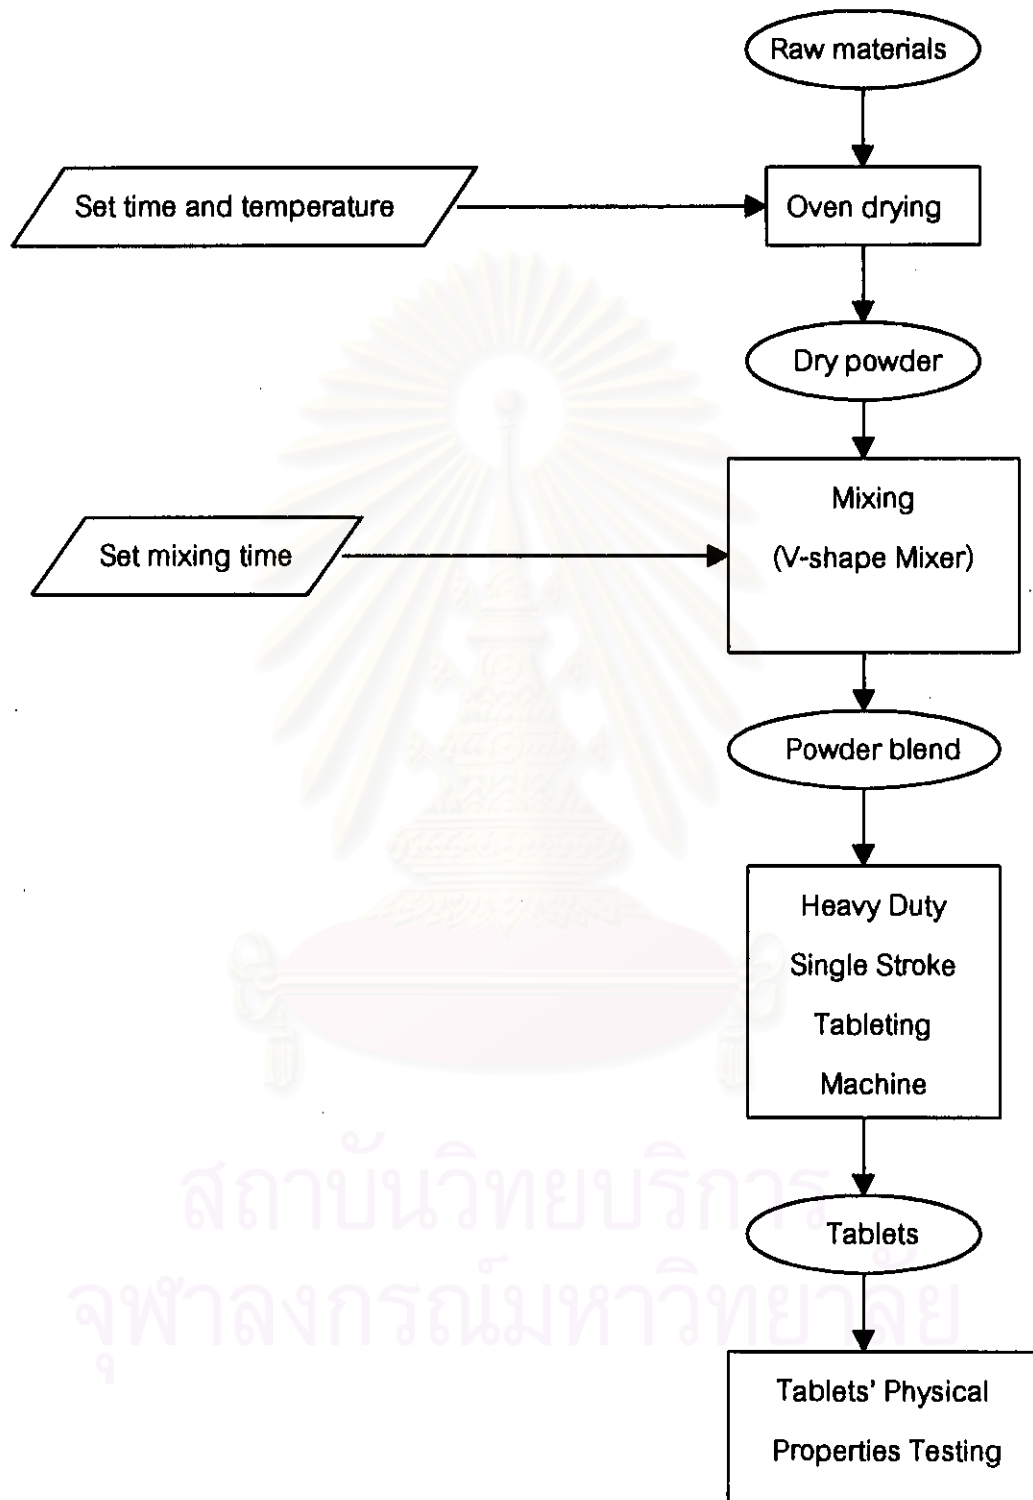 Raw materials
Set time and temperature
Oven drying
Dry powder
Mixing
(V-shape Mixer)
Set mixing time
Powder blend
Heavy Duty
Single Stroke
Tableting
Machine
Tablets
Tablets' Physical
Properties Testing
สถาบันวิทยบริการ
จุฬาลงกรณ์มหาวิทยาลัย